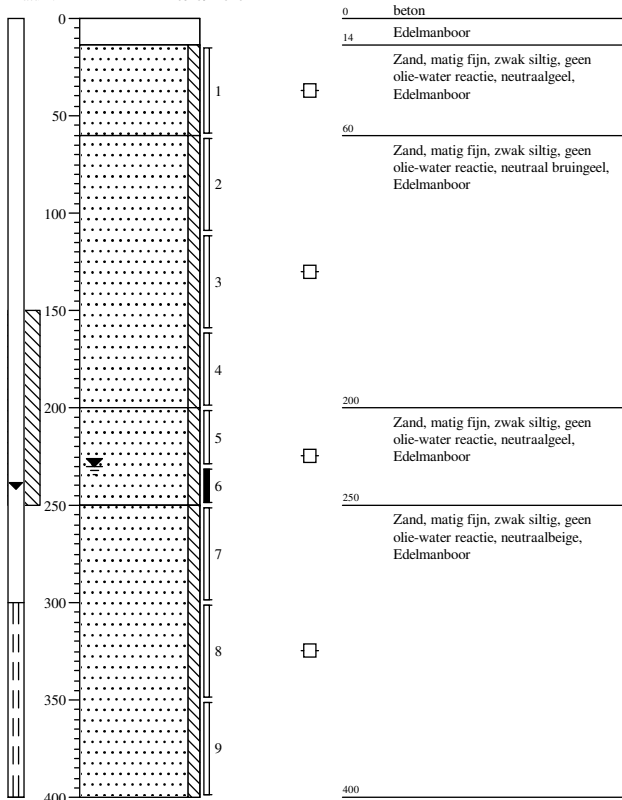 0
50
100
150
200
250
300
350
400
1
2
3
4
5
6
7
8
9
0 beton
Edelmanboor
14
Zand, matig fijn, zwak siltig, geen
olie-water reactie, neutraalgeel,
Edelmanboor
60
Zand, matig fijn, zwak siltig, geen
olie-water reactie, neutraal bruingeel,
Edelmanboor
200
Zand, matig fijn, zwak siltig, geen
olie-water reactie, neutraalgeel,
Edelmanboor
250
Zand, matig fijn, zwak siltig, geen
olie-water reactie, neutraalbeige,
Edelmanboor
400